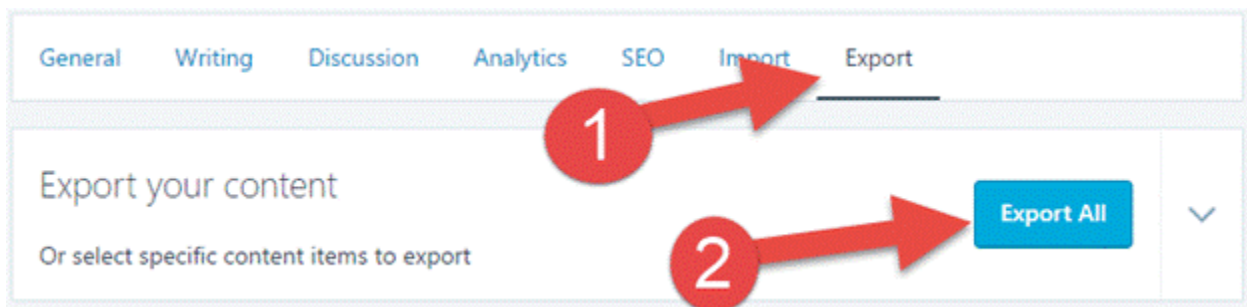 General Writing Discussion Analytics SEO Import Export
1
Export your content
Export All
Or select specific content items to export
2